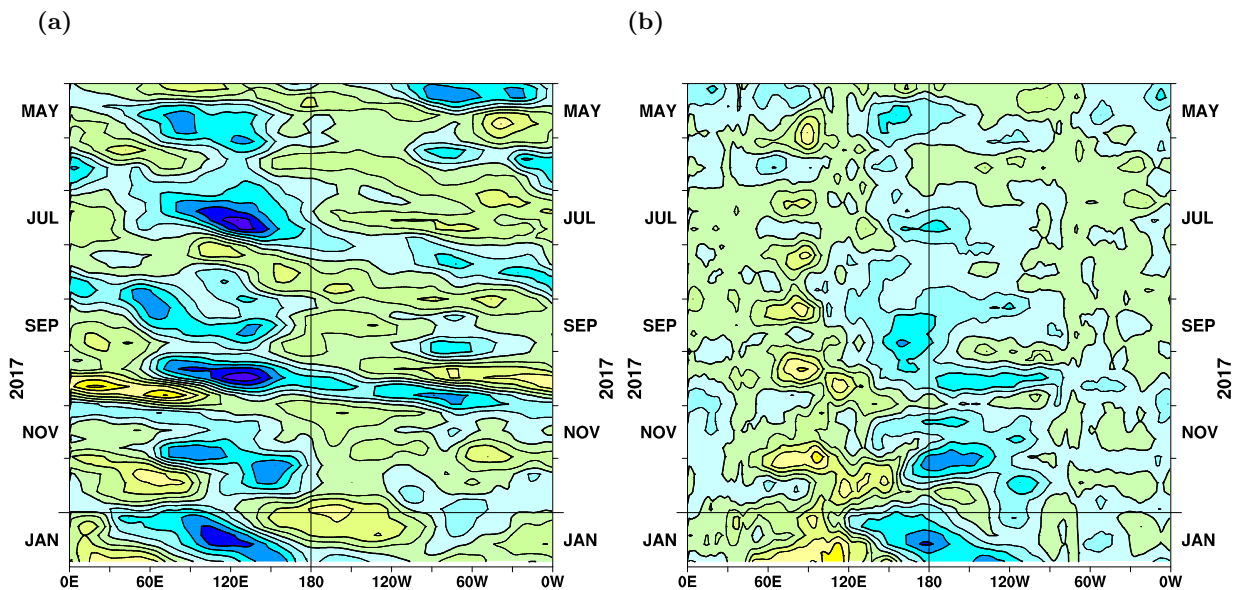 (a) (b)
MAY MAY MAY MAY
JUL JUL JUL JUL
SEP SEP SEP SEP
2017 2017 2017 2017
NOV NOV NOV NOV
JAN JAN JAN JAN
0E 60E 120E 180 120W 60W 0W 0E 60E 120E 180 120W 60W 0W